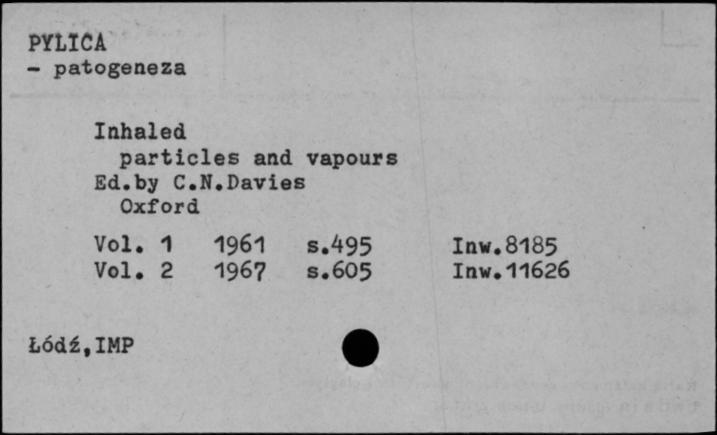 PYLICA
- patogeneza
Inhaled
particles and vapours
Ed.by C.N.Davies
Oxford
Vol. 1 1961 s.495 Inw.8185
Vol. 2 1967 s.605 Inw.11626
Łódź,IMP